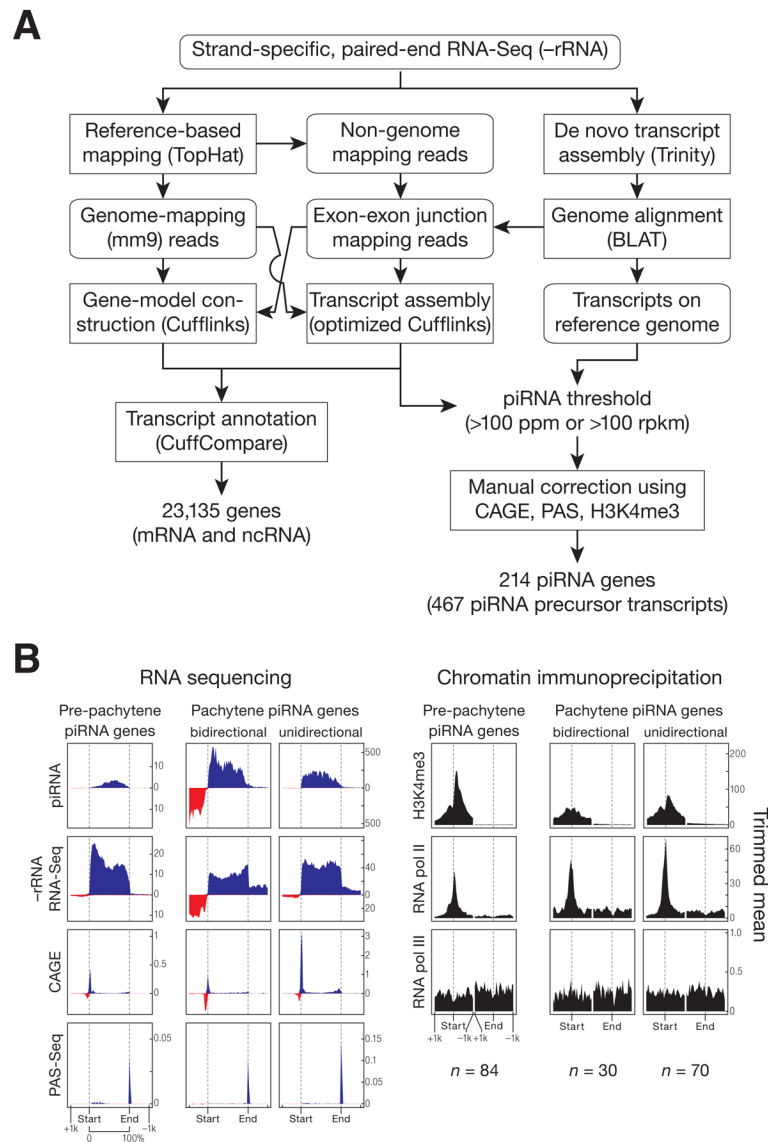 A
Strand-specific, paired-end RNA-Seq (–rRNA)
Reference-based
mapping (TopHat)
Non-genome
mapping reads
De novo transcript
assembly (Trinity)
Genome-mapping
(mm9) reads
Exon-exon junction
mapping reads
Genome alignment
(BLAT)
Gene-model con-
struction (Cufflinks)
Transcript assembly
(optimized Cufflinks)
Transcripts on
reference genome
Transcript annotation
(CuffCompare)
piRNA threshold
(>100 ppm or >100 rpkm)
23,135 genes
(mRNA and ncRNA)
Manual correction using
CAGE, PAS, H3K4me3
214 piRNA genes
(467 piRNA precursor transcripts)
B
RNA sequencing
Pre-pachytene
piRNA genes
Pachytene piRNA genes
bidirectional
unidirectional
piRNA
10
0
10
500
0
500
–rRNA
RNA-Seq
20
10
0
10
40
0
20
CAGE
1
0.5
0
3
2
1
0
PAS-Seq
0.05
0
0.15
0.1
0.05
0
Start
End
+1k
–1k
0
100%
Start
End
Start
End
Chromatin immunoprecipitation
Pre-pachytene
piRNA genes
Pachytene piRNA genes
bidirectional
unidirectional
H3K4me3
200
100
0
RNA pol II
60
30
0
RNA pol III
1.0
0.5
0
Trimmed mean
Start
End
+1k
–1k
+1k
–1k
Start
End
Start
End
n = 84
n = 30
n = 70